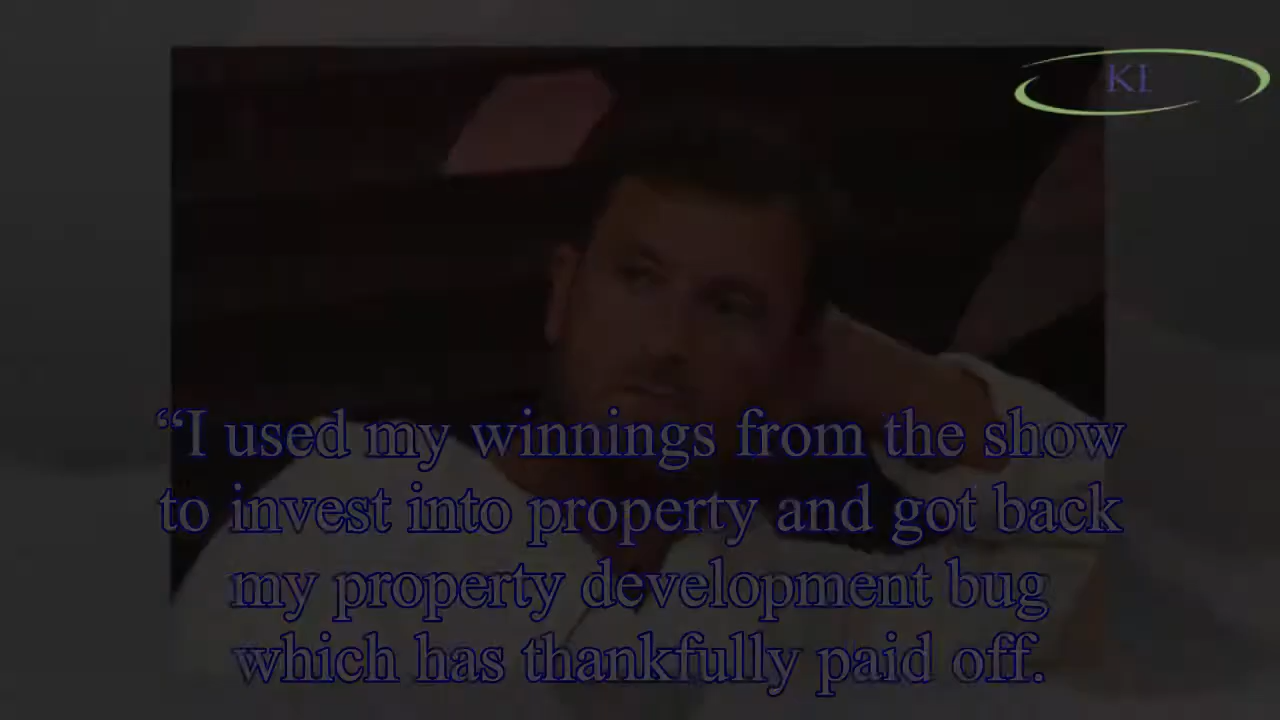 KI
“I used my winnings from the show
to invest into property and got back
my property development bug
which has thankfully paid off.